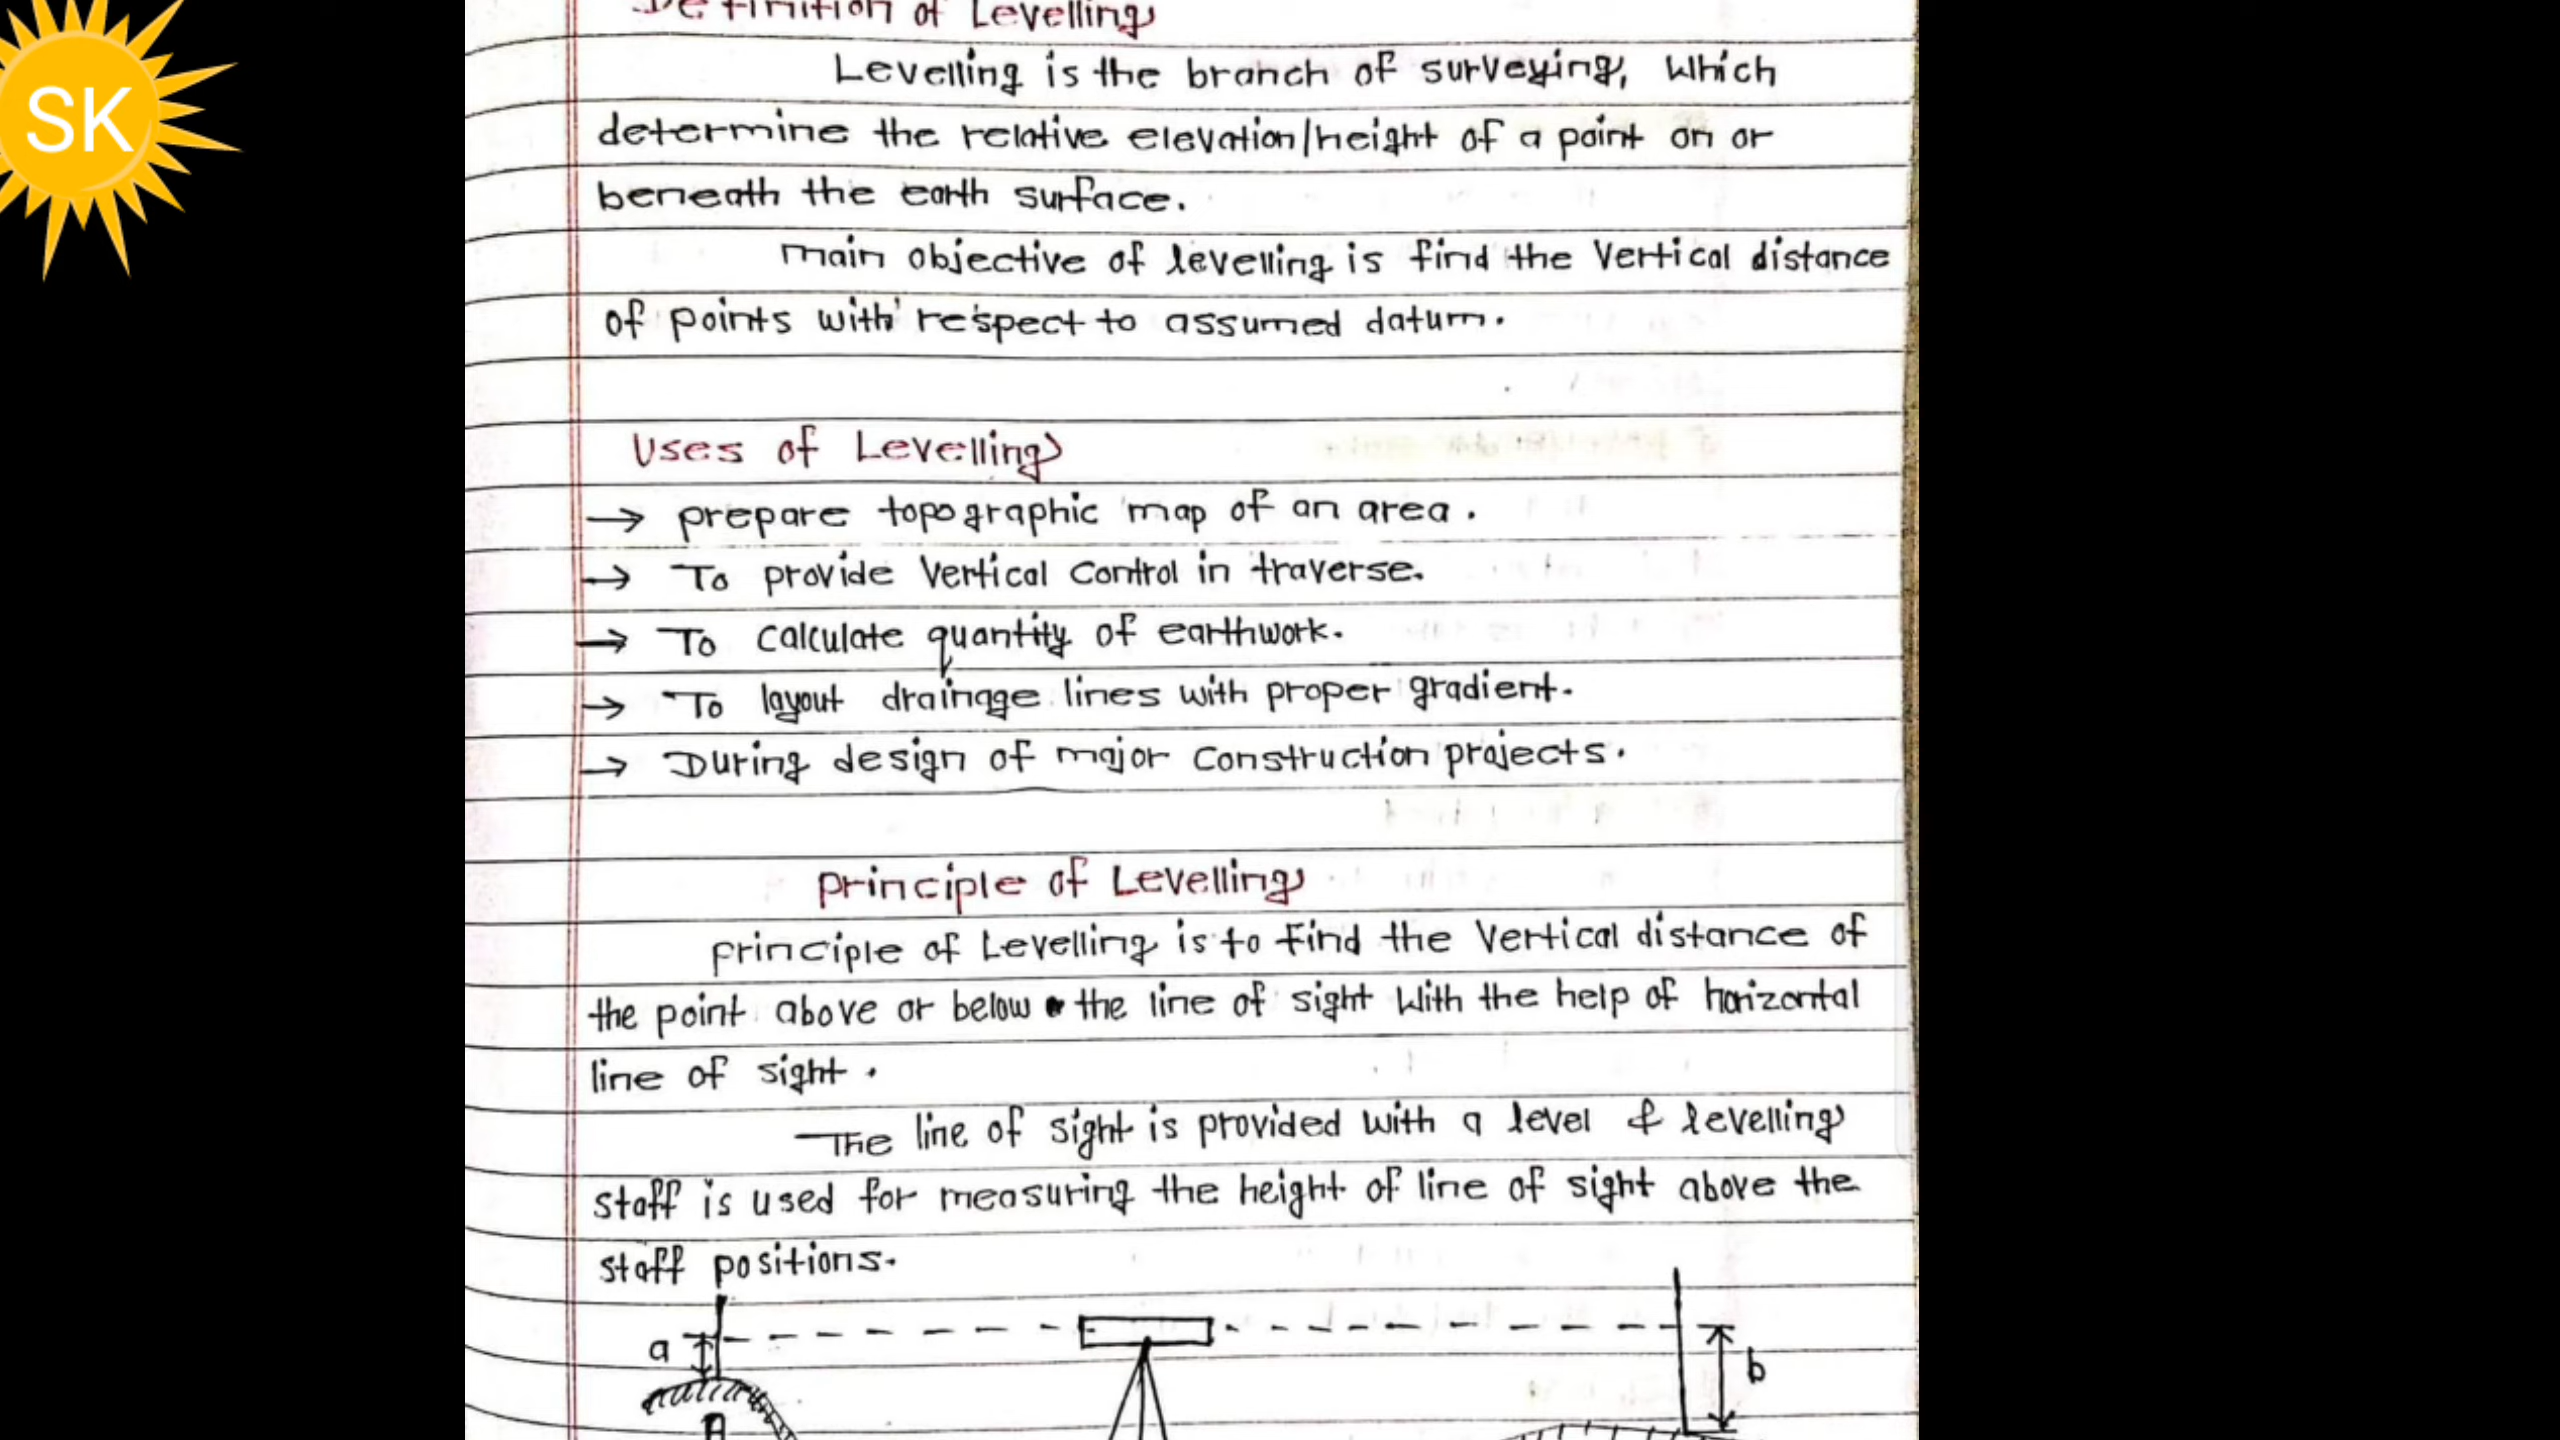 SK
Definition of Levelling
Levelling is the branch of surveying, which
determine the relative elevation/height of a point on or
beneath the earth surface.
main objective of levelling is find the vertical distance
of points with respect to assumed datum.
Uses of Levelling
→ prepare topographic map of an area.
→ To provide vertical control in traverse.
→ To calculate quantity of earthwork.
→ To layout drainage lines with proper gradient.
→ During design of major construction projects.
principle of Levelling
principle of Levelling is to find the vertical distance of
the point above or below the line of sight with the help of horizontal
line of sight.
The line of sight is provided with a level & levelling
staff is used for measuring the height of line of sight above the
staff positions.
a
b
A